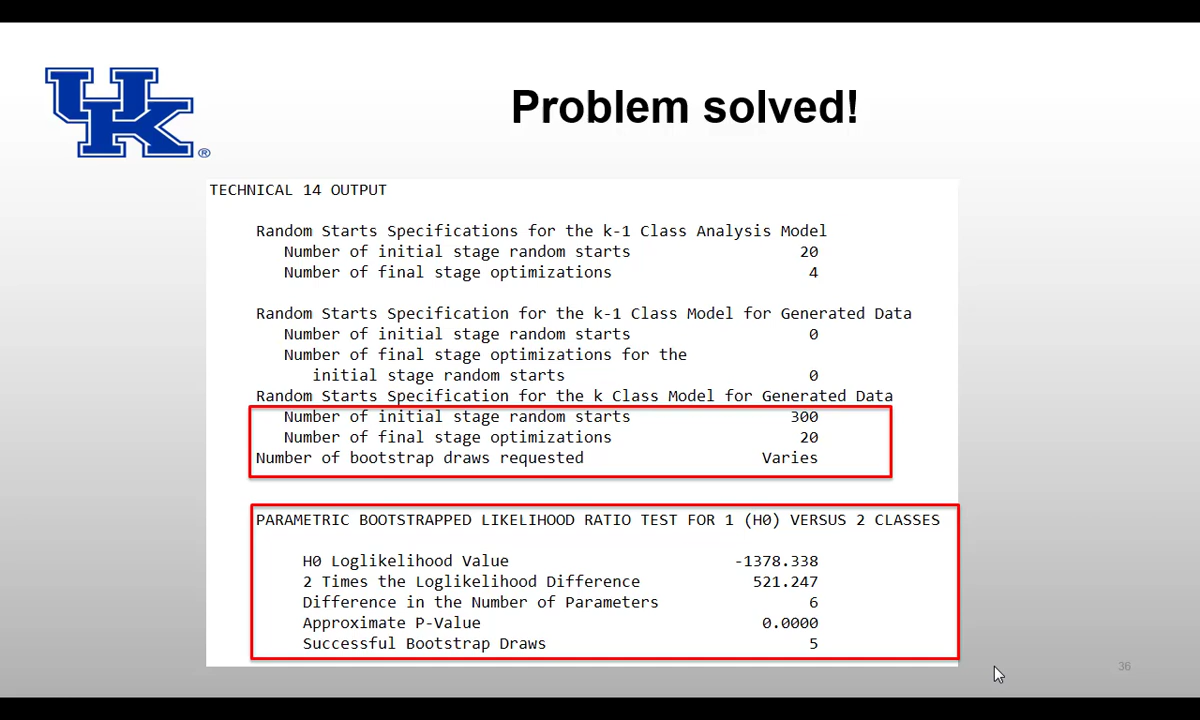 UK®
Problem solved!
TECHNICAL 14 OUTPUT
Random Starts Specifications for the k-1 Class Analysis Model
Number of initial stage random starts 20
Number of final stage optimizations 4
Random Starts Specification for the k-1 Class Model for Generated Data
Number of initial stage random starts 0
Number of final stage optimizations for the
initial stage random starts 0
Random Starts Specification for the k Class Model for Generated Data
Number of initial stage random starts 300
Number of final stage optimizations 20
Number of bootstrap draws requested Varies
PARAMETRIC BOOTSTRAPPED LIKELIHOOD RATIO TEST FOR 1 (H0) VERSUS 2 CLASSES
H0 Loglikelihood Value -1378.338
2 Times the Loglikelihood Difference 521.247
Difference in the Number of Parameters 6
Approximate P-Value 0.0000
Successful Bootstrap Draws 5
36